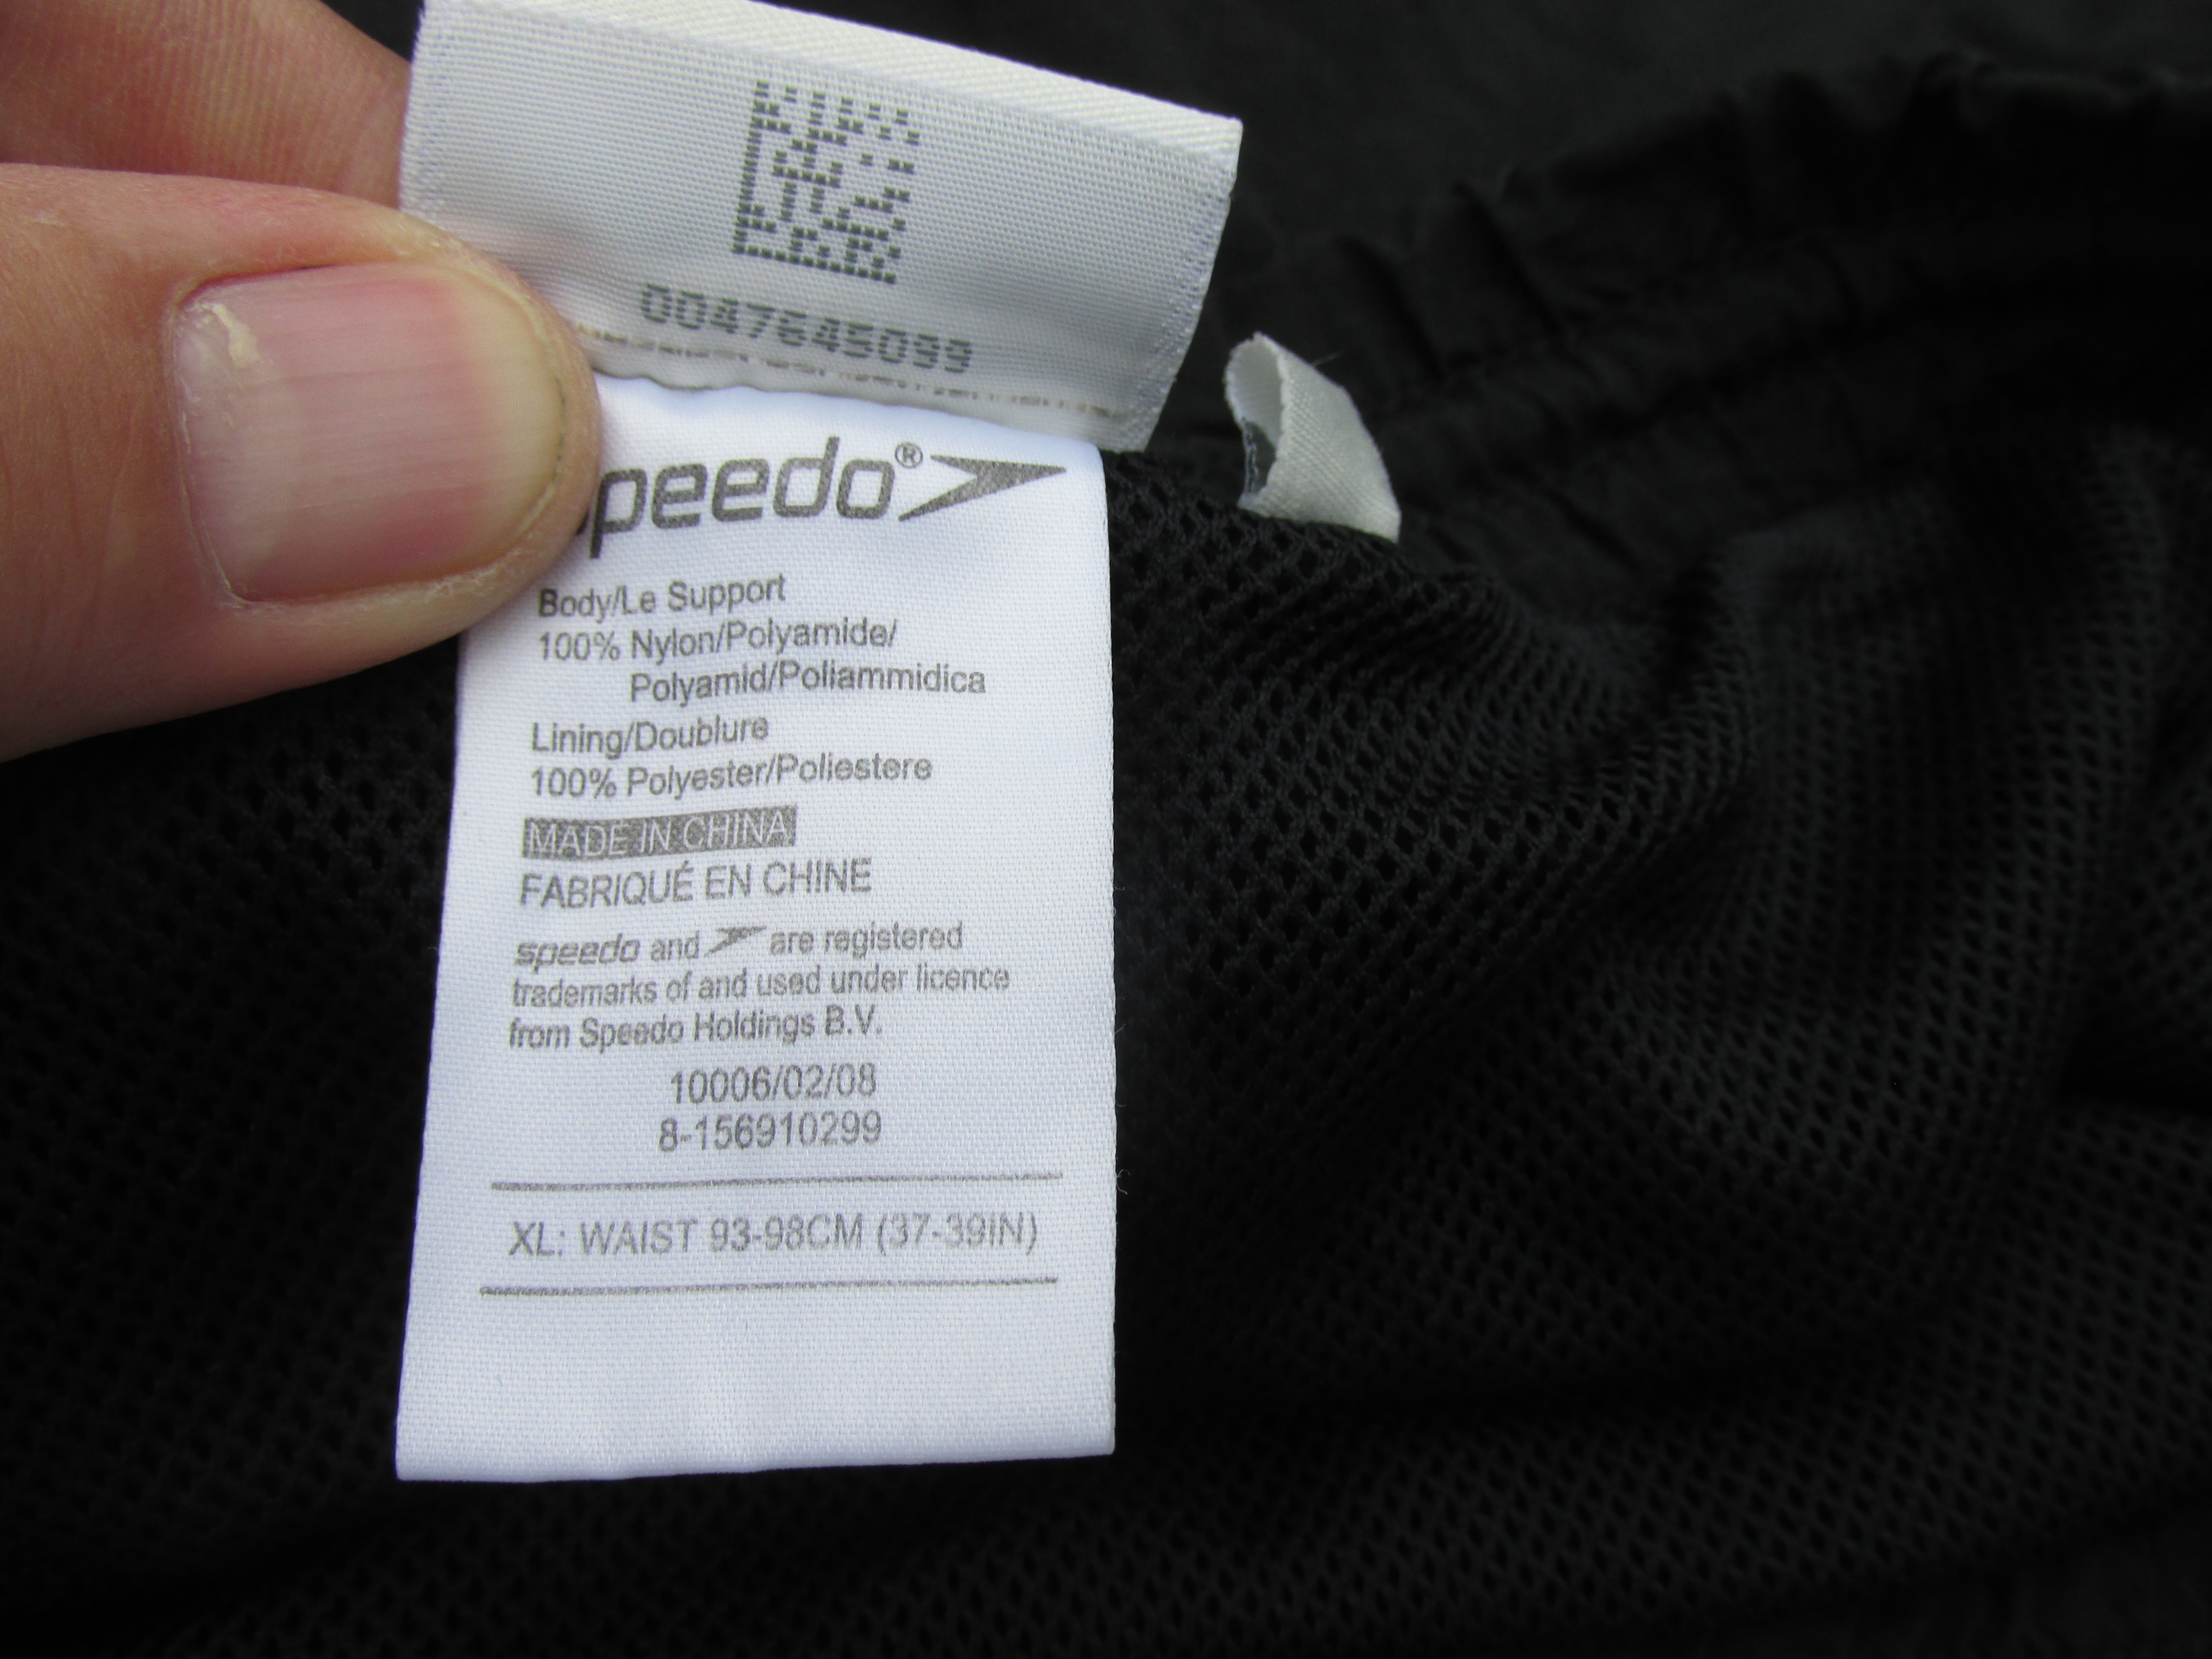 0047645099
speedo®
Body/Le Support
100% Nylon/Polyamide/
Polyamid/Poliammidica
Lining/Doublure
100% Polyester/Poliestere
MADE IN CHINA
FABRIQUÉ EN CHINE
speedo and are registered
trademarks of and used under licence
from Speedo Holdings B.V.
10006/02/08
8-156910299
XL: WAIST 93-98CM (37-39IN)